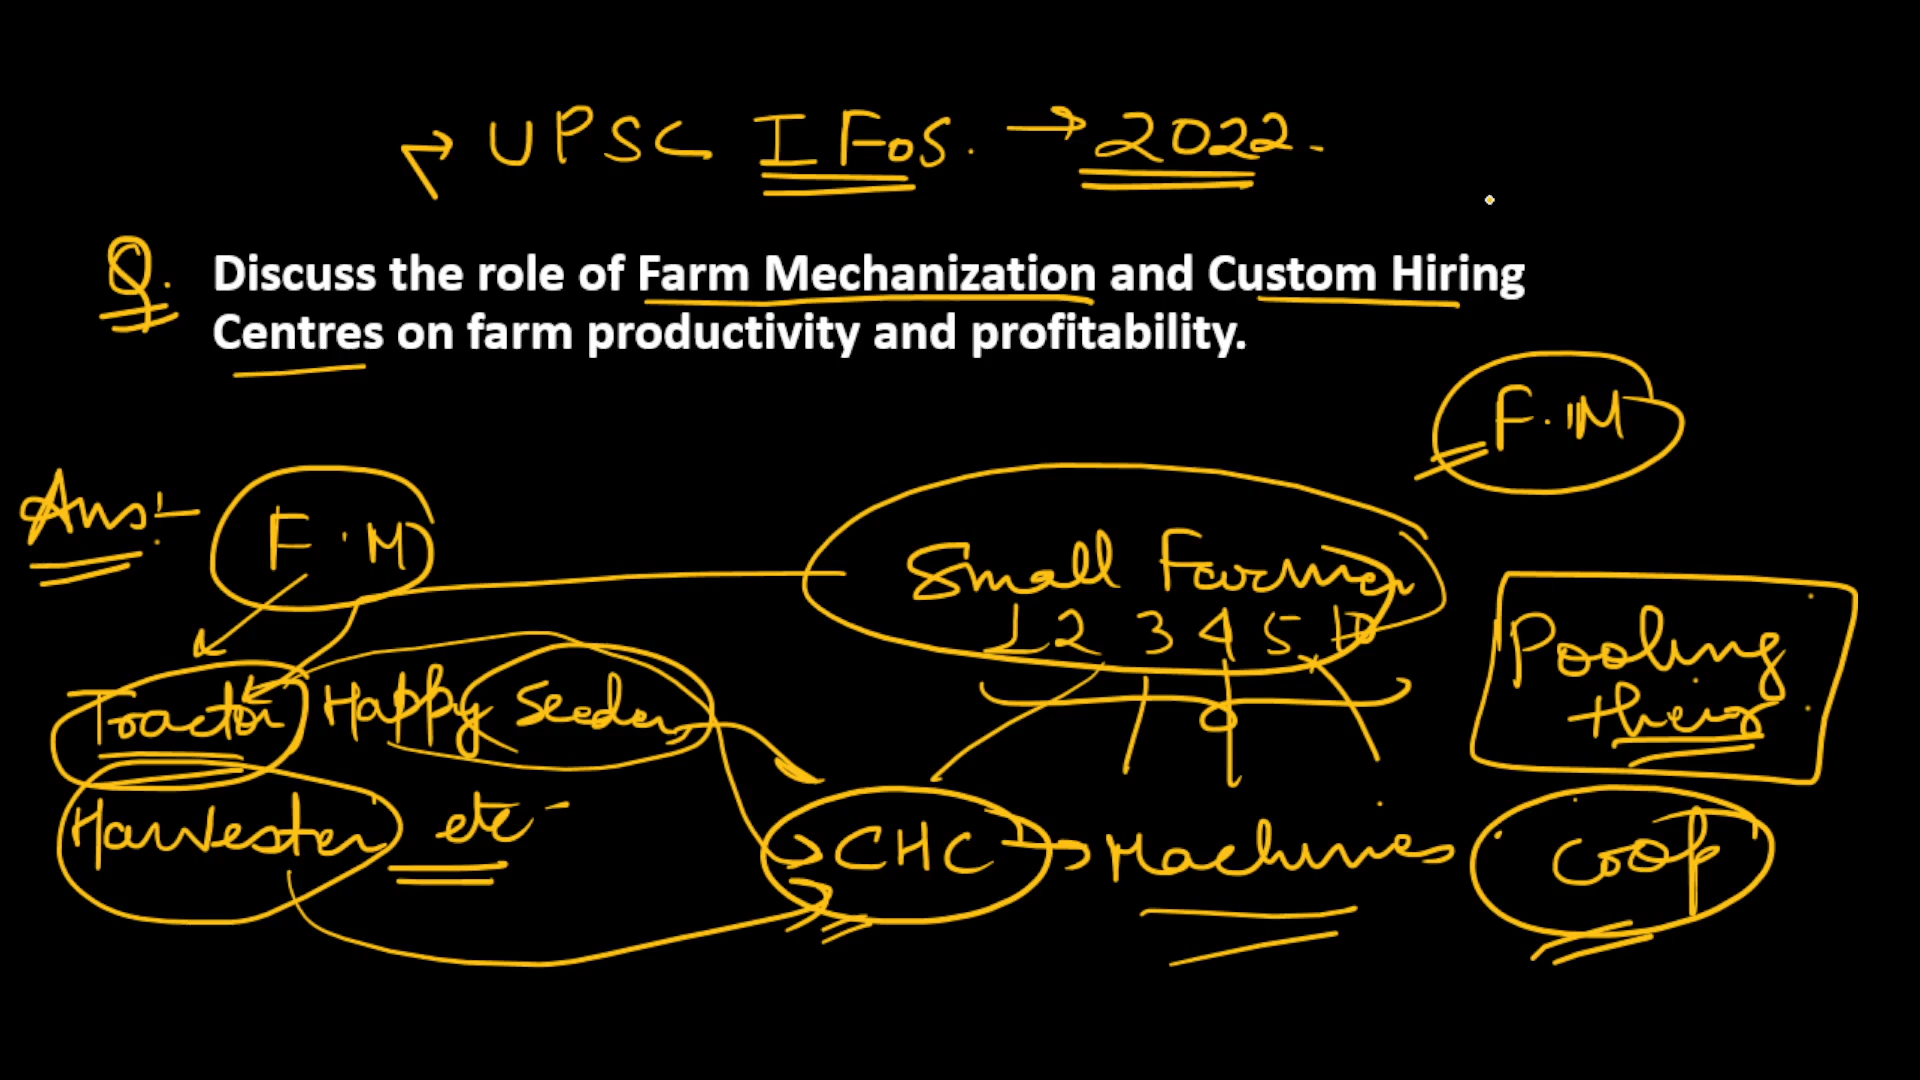 UPSC IFoS. → 2022.
Q. Discuss the role of Farm Mechanization and Custom Hiring
Centres on farm productivity and profitability.
F.M
Ans:-
F.M
Small Farmer
1 2 3 4 5 10
Pooling
their
Tractor Happy Seeder
Harvester etc-
CHC → Machines
coop